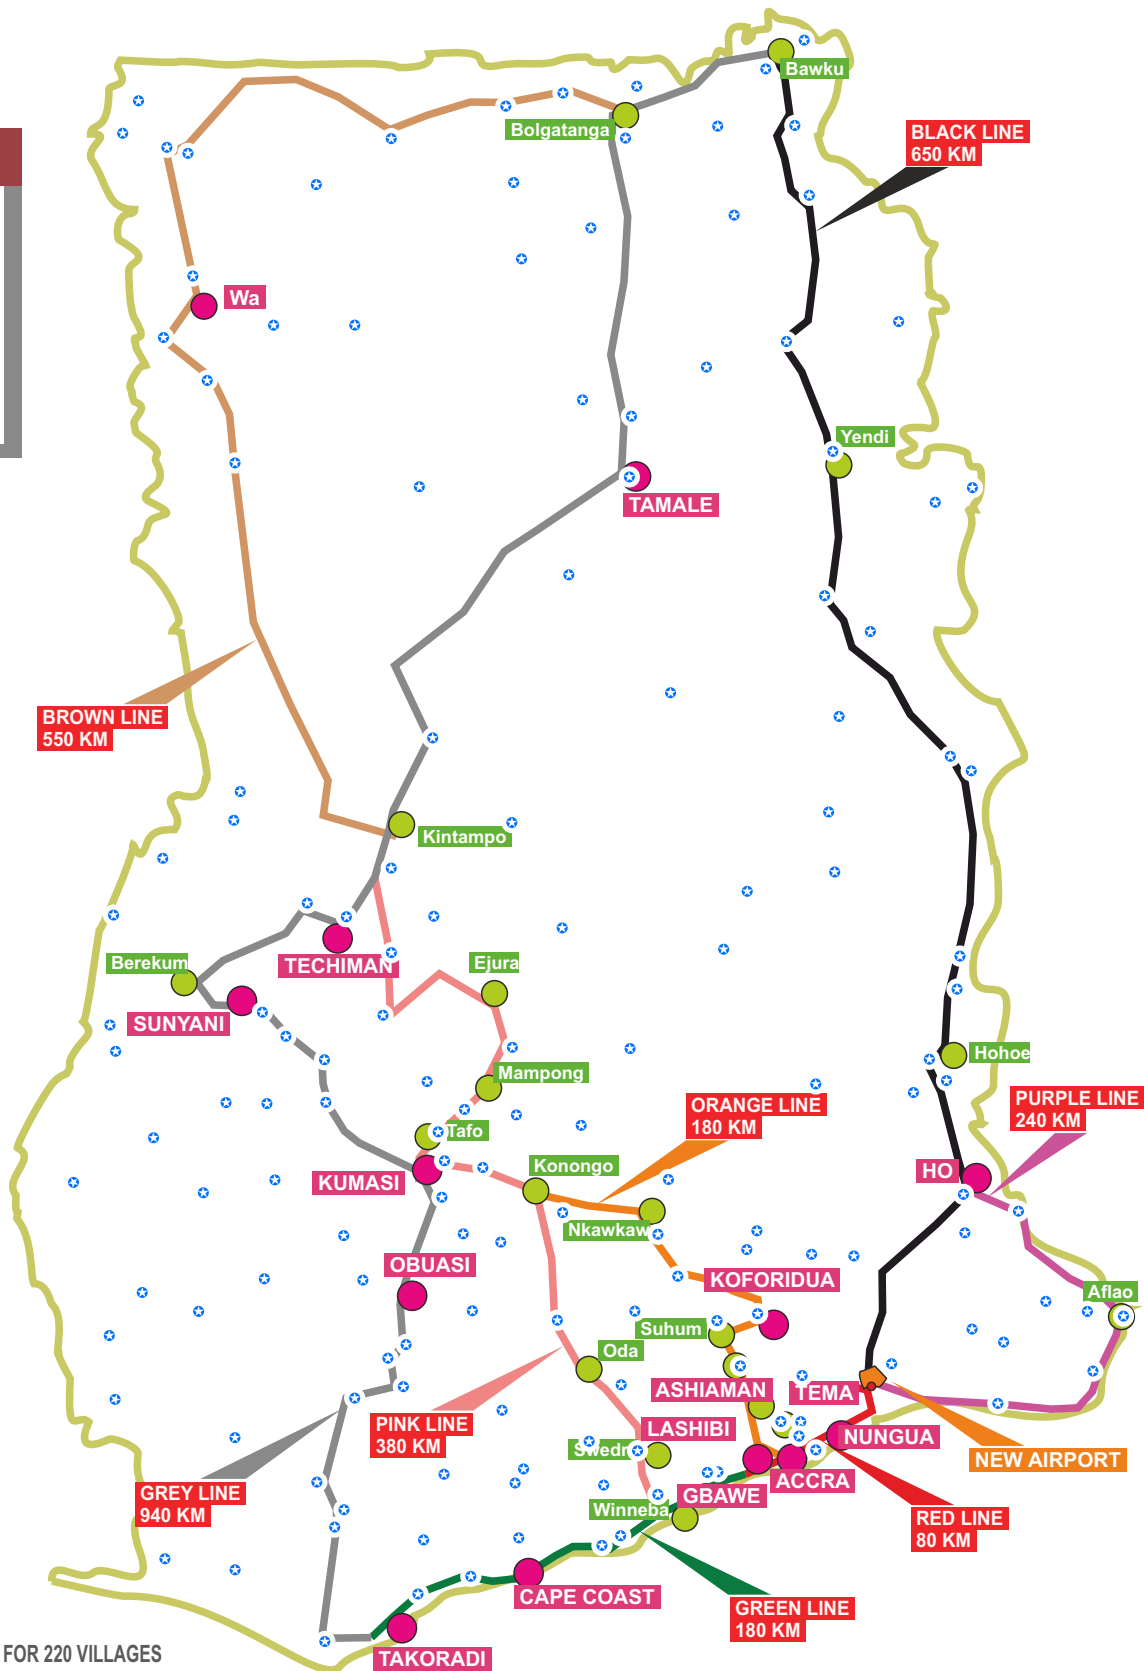 Bawku
Bolgatanga
BLACK LINE
650 KM
Wa
Yendi
TAMALE
BROWN LINE
550 KM
Kintampo
Berekum
TECHIMAN
Ejura
SUNYANI
Hohoe
Mampong
PURPLE LINE
240 KM
ORANGE LINE
180 KM
Tafo
KUMASI
Konongo
HO
Nkawkaw
OBUASI
KOFORIDUA
Aflao
Suhum
Oda
ASHIAMAN
TEMA
PINK LINE
380 KM
LASHIBI
NUNGUA
Swedr
NEW AIRPORT
GREY LINE
940 KM
GBAWE
ACCRA
Winneba
RED LINE
80 KM
CAPE COAST
GREEN LINE
180 KM
TAKORADI
FOR 220 VILLAGES